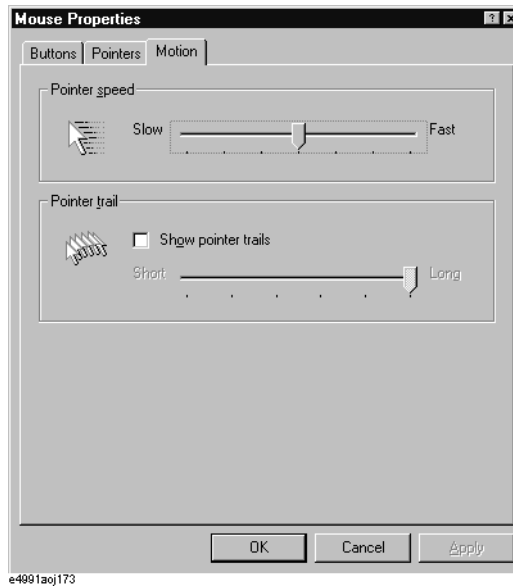 Mouse Properties
Buttons Pointers Motion
Pointer speed
Slow Fast
Pointer trail
Show pointer trails
Short Long
OK Cancel Apply
e4991aoj173